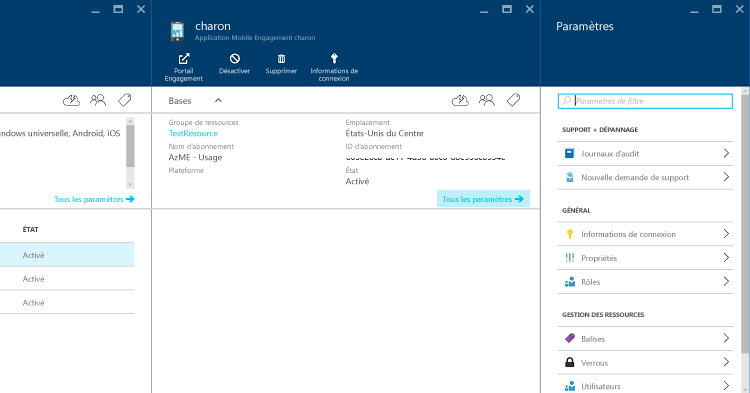 ndows universelle, Android, iOS
Tous les paramètres
ÉTAT
Activé
Activé
Activé
charon
Application Mobile Engagement charon
Portail Engagement
Désactiver
Supprimer
Informations de connexion
Bases
Groupe de ressources
TestResource
Nom d'abonnement
AzME - Usage
Plateforme
Emplacement
États-Unis du Centre
ID d'abonnement
État
Activé
Tous les paramètres
Paramètres
Paramètres de filtre
SUPPORT + DÉPANNAGE
Journaux d'audit
Nouvelle demande de support
GÉNÉRAL
Informations de connexion
Propriétés
Rôles
GESTION DES RESSOURCES
Balises
Verrous
Utilisateurs